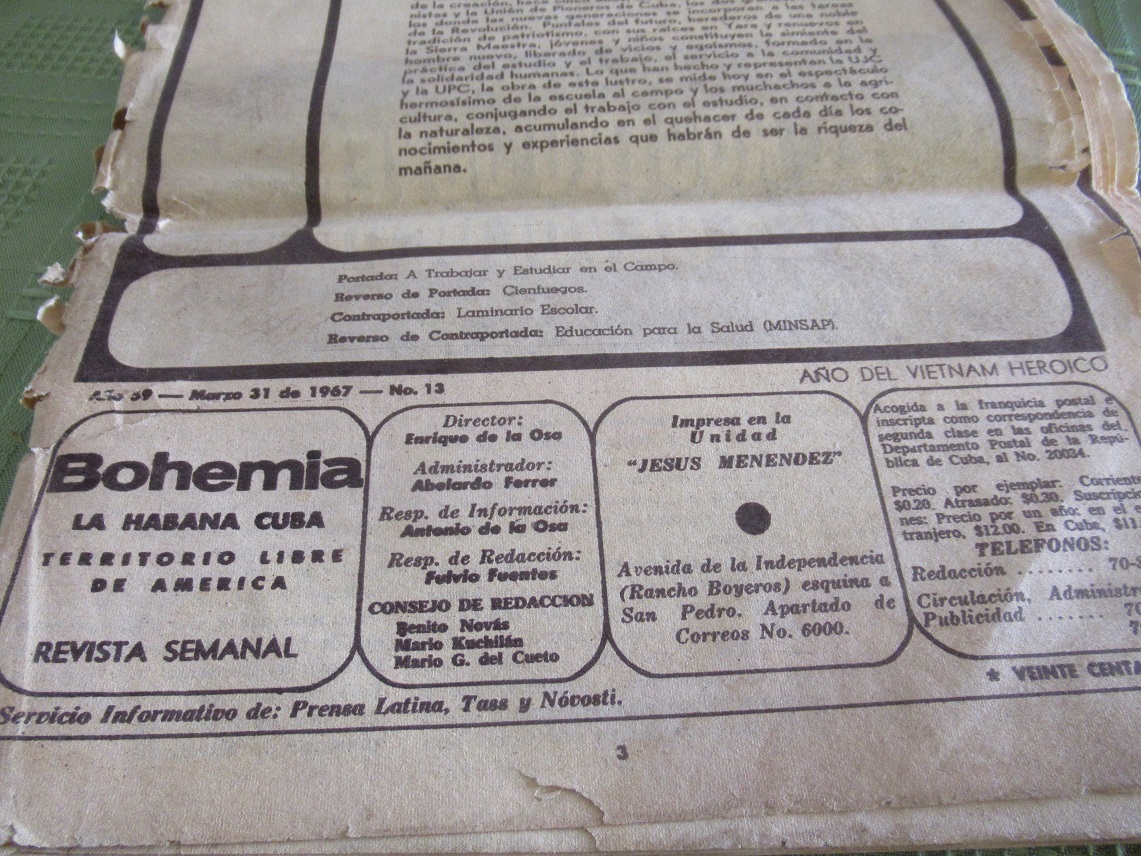 nistas y la Unión de Pioneros de Cuba, los dos
los donde las nuevas generaciones se incorporan a las tareas
de la Revolución. Puntales del futuro, herederos de una noble
tradición de patriotismo, con sus raíces en Yara y renuevos en
la Sierra Maestra, jóvenes y niños constituyen la simiente del
hombre nuevo, liberado de vicios y egoísmos, formado en la
práctica del estudio y el trabajo, el servicio a la comunidad y
la solidaridad humanas. Lo que han hecho y representan la UJC
y la UPC, la obra de este lustro, se mide hoy en el espectáculo
hermosísimo de la escuela al campo y los muchachos a la agri-
cultura, conjugando el trabajo con el estudio, en contacto con
la naturaleza, acumulando en el quehacer de cada día los co-
nocimientos y experiencias que habrán de ser la riqueza del
mañana.
Portada: A Trabajar y Estudiar en el Campo.
Reverso de Portada: Cienfuegos.
Contraportada: Laminario Escolar.
Reverso de Contraportada: Educación para la Salud (MINSAP).
Año 59 — Marzo 31 de 1967 — No. 13
AÑO DEL VIETNAM HEROICO
Bohemia
LA HABANA CUBA
TERRITORIO LIBRE
DE AMERICA
REVISTA SEMANAL
Director:
Enrique de la Osa
Administrador:
Abelardo Ferrer
Resp. de Información:
Antonio de la Osa
Resp. de Redacción:
Fulvio Fuentes
CONSEJO DE REDACCION
Benito Novás
Mario Kuchilán
Mario G. del Cueto
Impresa en la
Unidad
"JESUS MENENDEZ"
Avenida de la Independencia
(Rancho Boyeros) esquina a
San Pedro. Apartado de
Correos No. 6000.
Acogida a la franquicia postal e
inscripta como correspondencia de
segunda clase en las oficinas del
Departamento Postal de la Repú-
blica de Cuba, al No. 20034.
Precio por ejemplar: Corriente
$0.20. Atrasado: $0.30. Suscripcio
nes: Precio por un año: en el e
tranjero, $12.00. En Cuba, $11
TELEFONOS:
Redacción ........ 70-
Circulación, Administr
Publicidad ....... 70
7
* VEINTE CENTA
Servicio Informativo de: Prensa Latina, Tass y Nóvosti.
3